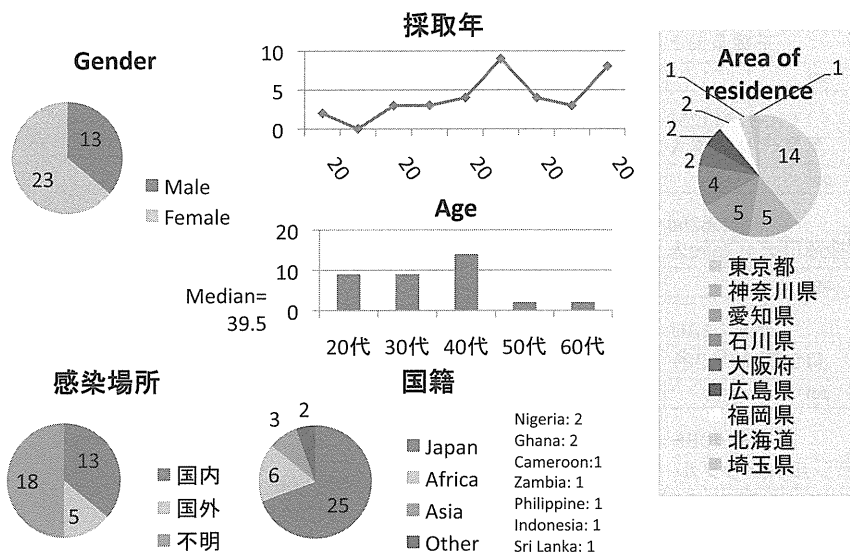 Gender
13
23
Male
Female
採取年
10
5
0
20
20
20
20
20
Age
20
10
0
Median=
39.5
20代
30代
40代
50代
60代
Area of
residence
1
1
2
2
2
4
5
5
14
東京都
神奈川県
愛知県
石川県
大阪府
広島県
福岡県
北海道
埼玉県
感染場所
13
5
18
国内
国外
不明
国籍
3
2
6
25
Japan
Africa
Asia
Other
Nigeria: 2
Ghana: 2
Cameroon:1
Zambia: 1
Philippine: 1
Indonesia: 1
Sri Lanka: 1